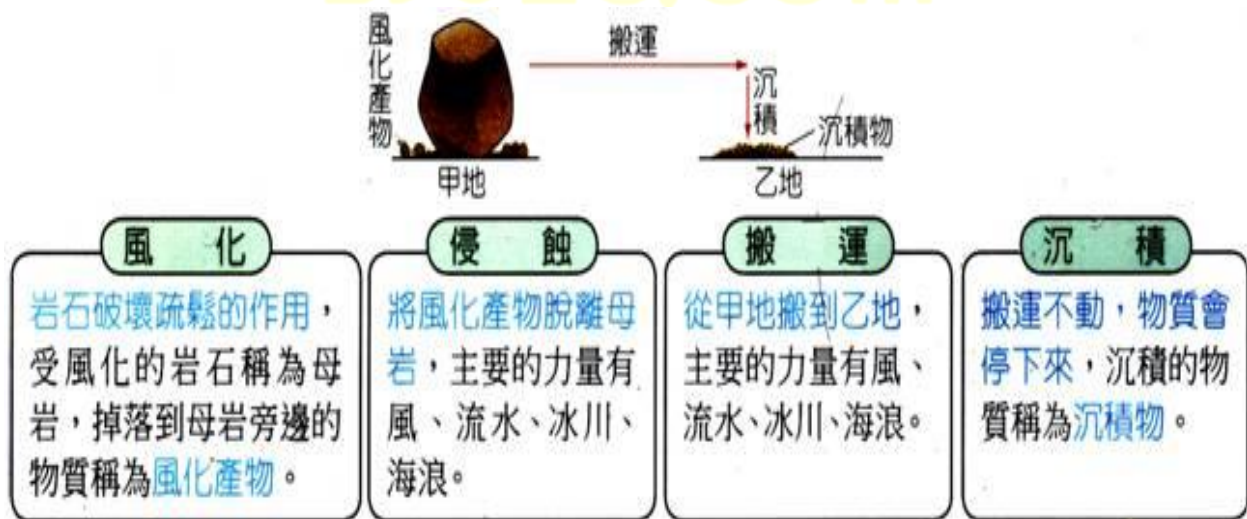 風化產物
搬運
沉積
沉積物
甲地
乙地
風化
岩石破壞疏鬆的作用，
受風化的岩石稱為母
岩，掉落到母岩旁邊的
物質稱為風化產物。
侵蝕
將風化產物脫離母
岩，主要的力量有
風、流水、冰川、
海浪。
搬運
從甲地搬到乙地，
主要的力量有風、
流水、冰川、海浪。
沉積
搬運不動，物質會
停下來，沉積的物
質稱為沉積物。